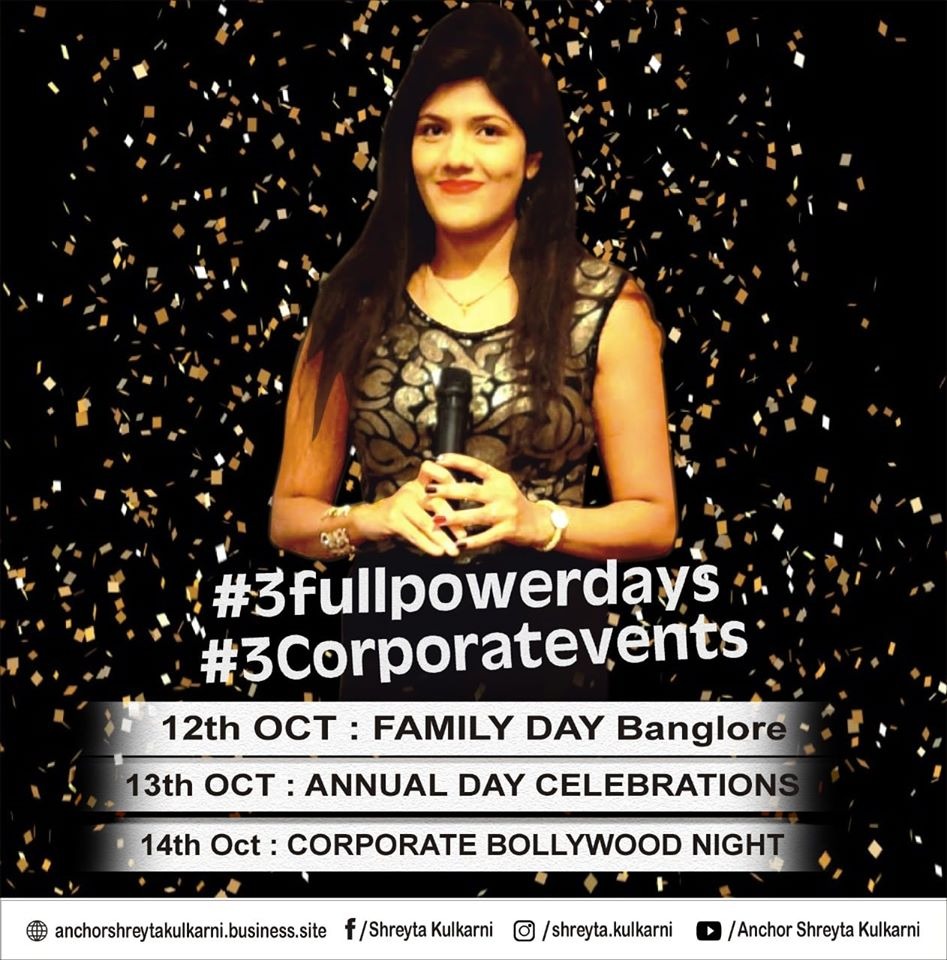 #3fullpowerdays
#3Corporatevents
12th OCT : FAMILY DAY Banglore
13th OCT : ANNUAL DAY CELEBRATIONS
14th Oct : CORPORATE BOLLYWOOD NIGHT
anchorshreytakulkarni.business.site f/Shreyta Kulkarni /shreyta.kulkarni /Anchor Shreyta Kulkarni